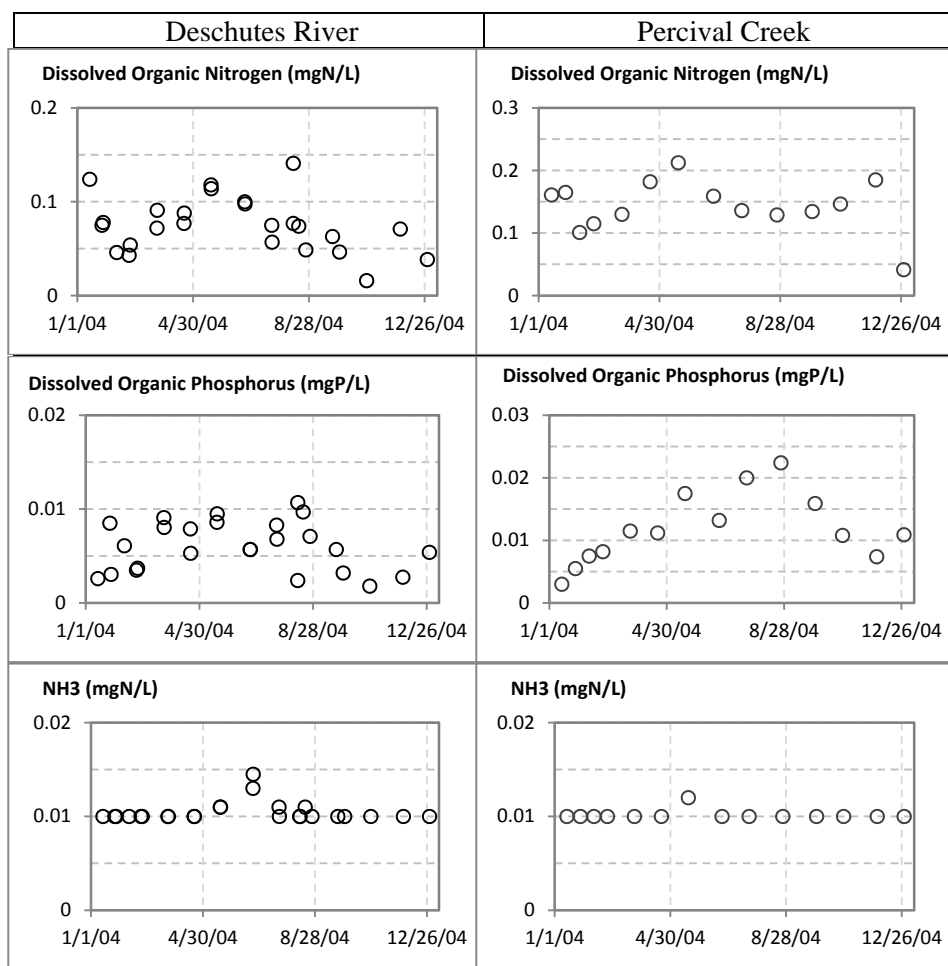 Deschutes River
Percival Creek
Dissolved Organic Nitrogen (mgN/L)
0.2
0.1
0
1/1/04 4/30/04 8/28/04 12/26/04
Dissolved Organic Nitrogen (mgN/L)
0.3
0.2
0.1
0.0
1/1/04 4/30/04 8/28/04 12/26/04
Dissolved Organic Phosphorus (mgP/L)
0.02
0.01
0
1/1/04 4/30/04 8/28/04 12/26/04
Dissolved Organic Phosphorus (mgP/L)
0.03
0.02
0.01
0
1/1/04 4/30/04 8/28/04 12/26/04
NH3 (mgN/L)
0.02
0.01
0
1/1/04 4/30/04 8/28/04 12/26/04
NH3 (mgN/L)
0.02
0.01
0
1/1/04 4/30/04 8/28/04 12/26/04